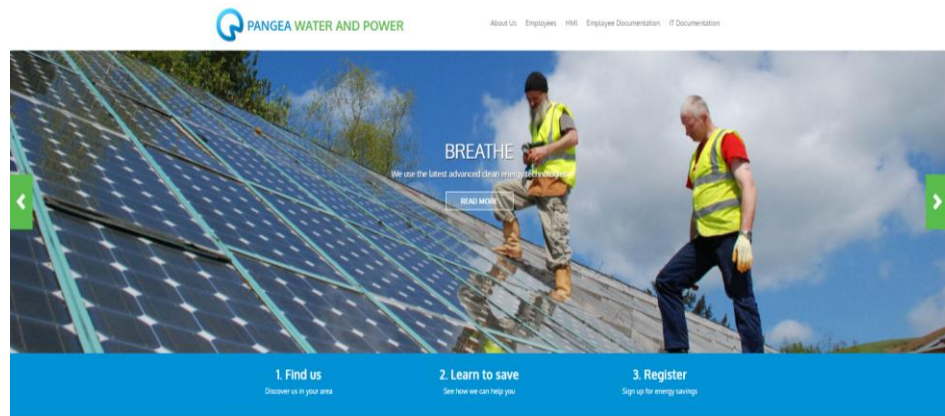 PANGEA WATER AND POWER
About Us Employees HMI Employee Documentation IT Documentation
BREATHE
We use the latest advanced clean energy technologies
READ MORE
1. Find us
Discover us in your area
2. Learn to save
See how we can help you
3. Register
Sign up for energy savings